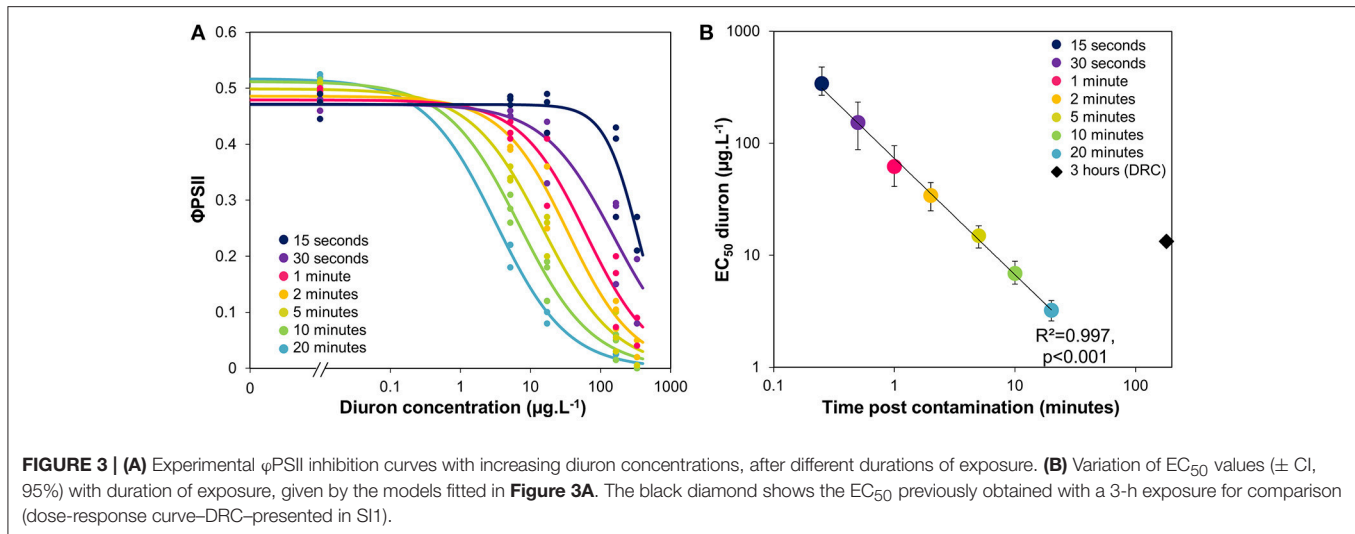 A
0.6
0.5
0.4
0.3
0.2
0.1
0
ΦPSII
15 seconds
30 seconds
1 minute
2 minutes
5 minutes
10 minutes
20 minutes
0 0.1 1 10 100 1000
Diuron concentration (µg.L-1)
B
1000
100
10
1
EC50 diuron (µg.L-1)
15 seconds
30 seconds
1 minute
2 minutes
5 minutes
10 minutes
20 minutes
3 hours (DRC)
R²=0.997,
p<0.001
0.1 1 10 100
Time post contamination (minutes)
FIGURE 3 | (A) Experimental φPSII inhibition curves with increasing diuron concentrations, after different durations of exposure. (B) Variation of EC50 values (± CI,
95%) with duration of exposure, given by the models fitted in Figure 3A. The black diamond shows the EC50 previously obtained with a 3-h exposure for comparison
(dose-response curve–DRC–presented in SI1).